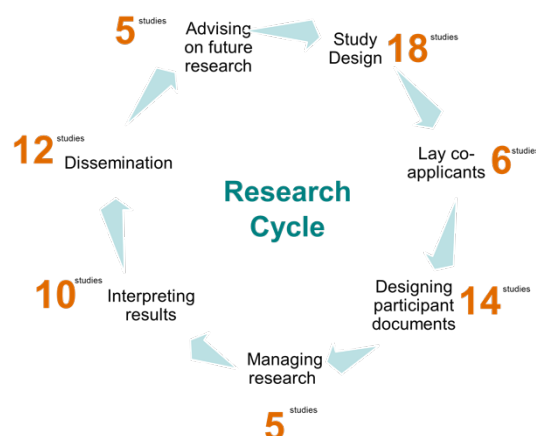 5 studies
Advising
on future
research
Study
Design
18 studies
Lay co-
applicants
6 studies
Designing
participant
documents
14 studies
Managing
research
5 studies
Interpreting
results
10 studies
Dissemination
12 studies
Research
Cycle